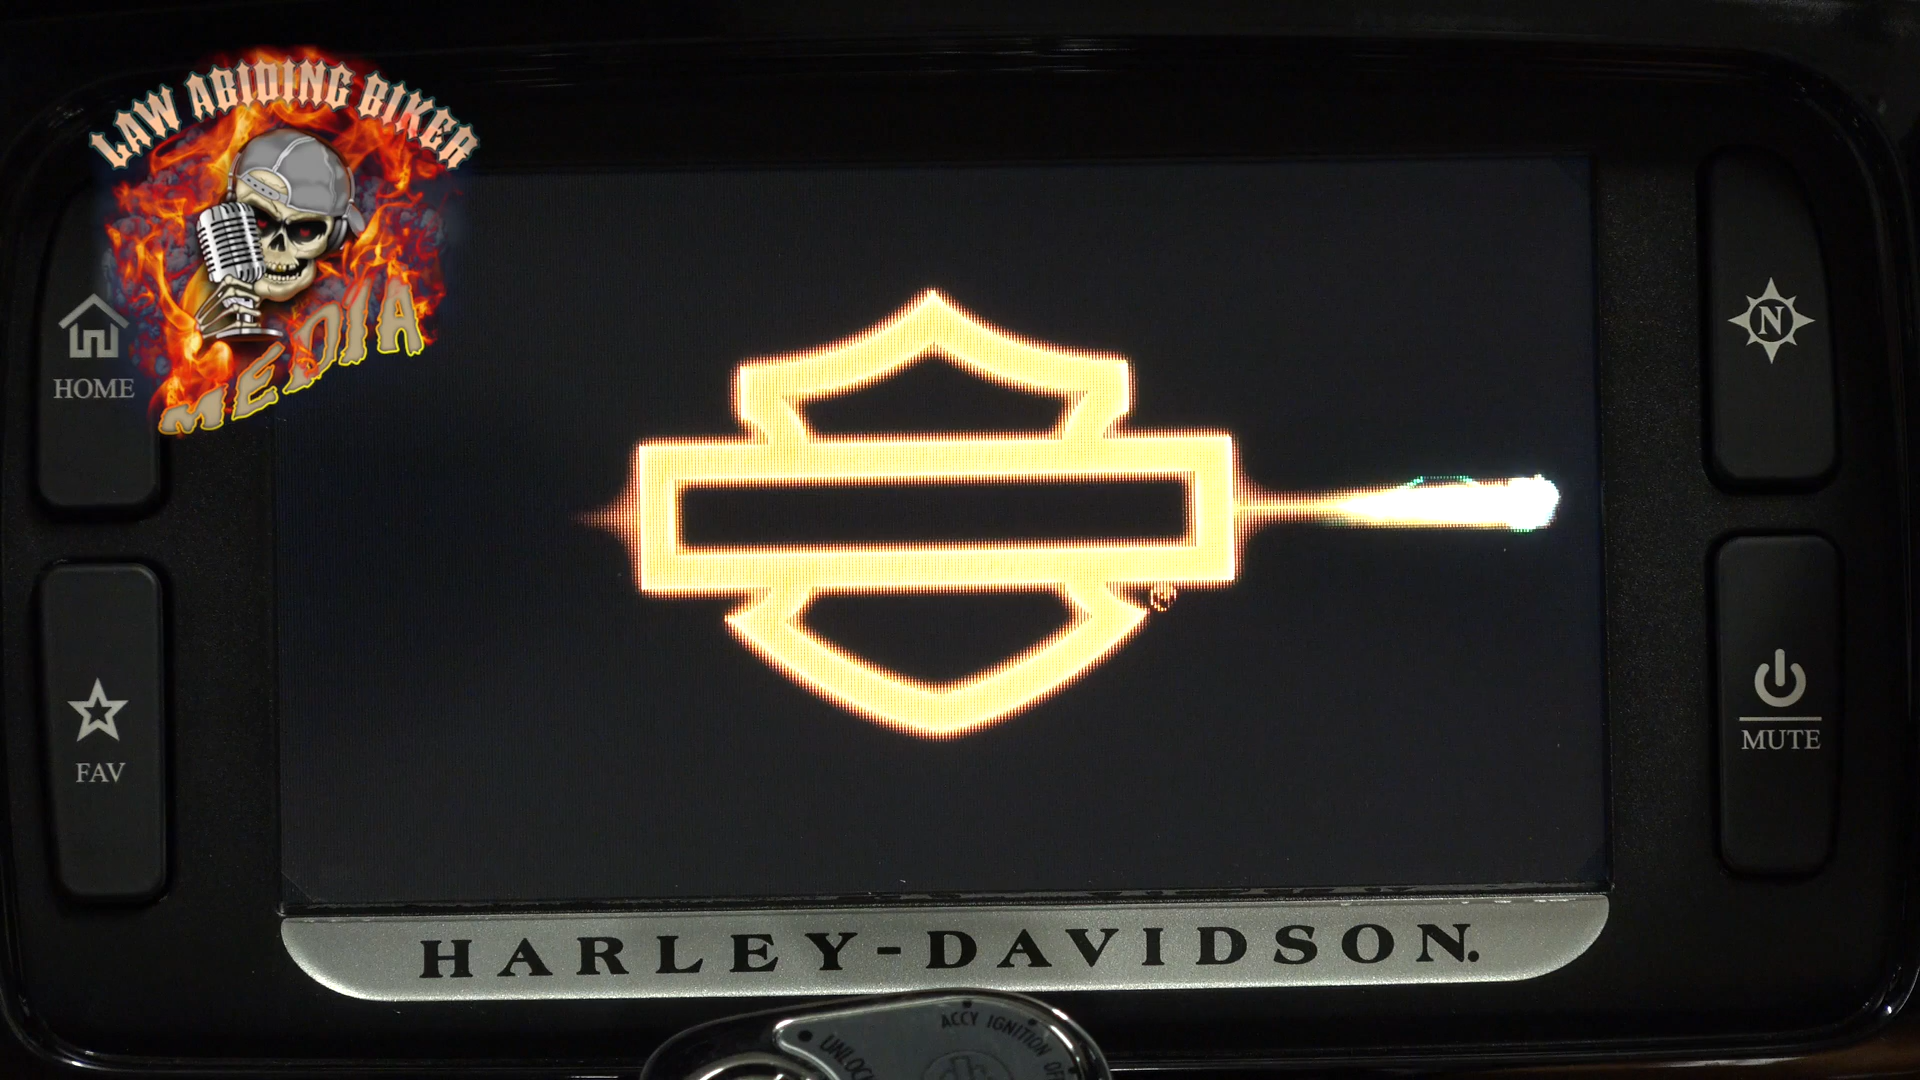 LAW ABIDING BIKER
MEDIA
HOME
N
FAV
MUTE
HARLEY-DAVIDSON.
ACCY IGNITION